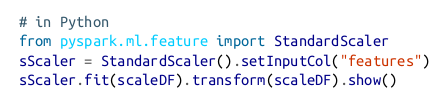 # in Python
from pyspark.ml.feature import StandardScaler
sScaler = StandardScaler().setInputCol("features")
sScaler.fit(scaleDF).transform(scaleDF).show()